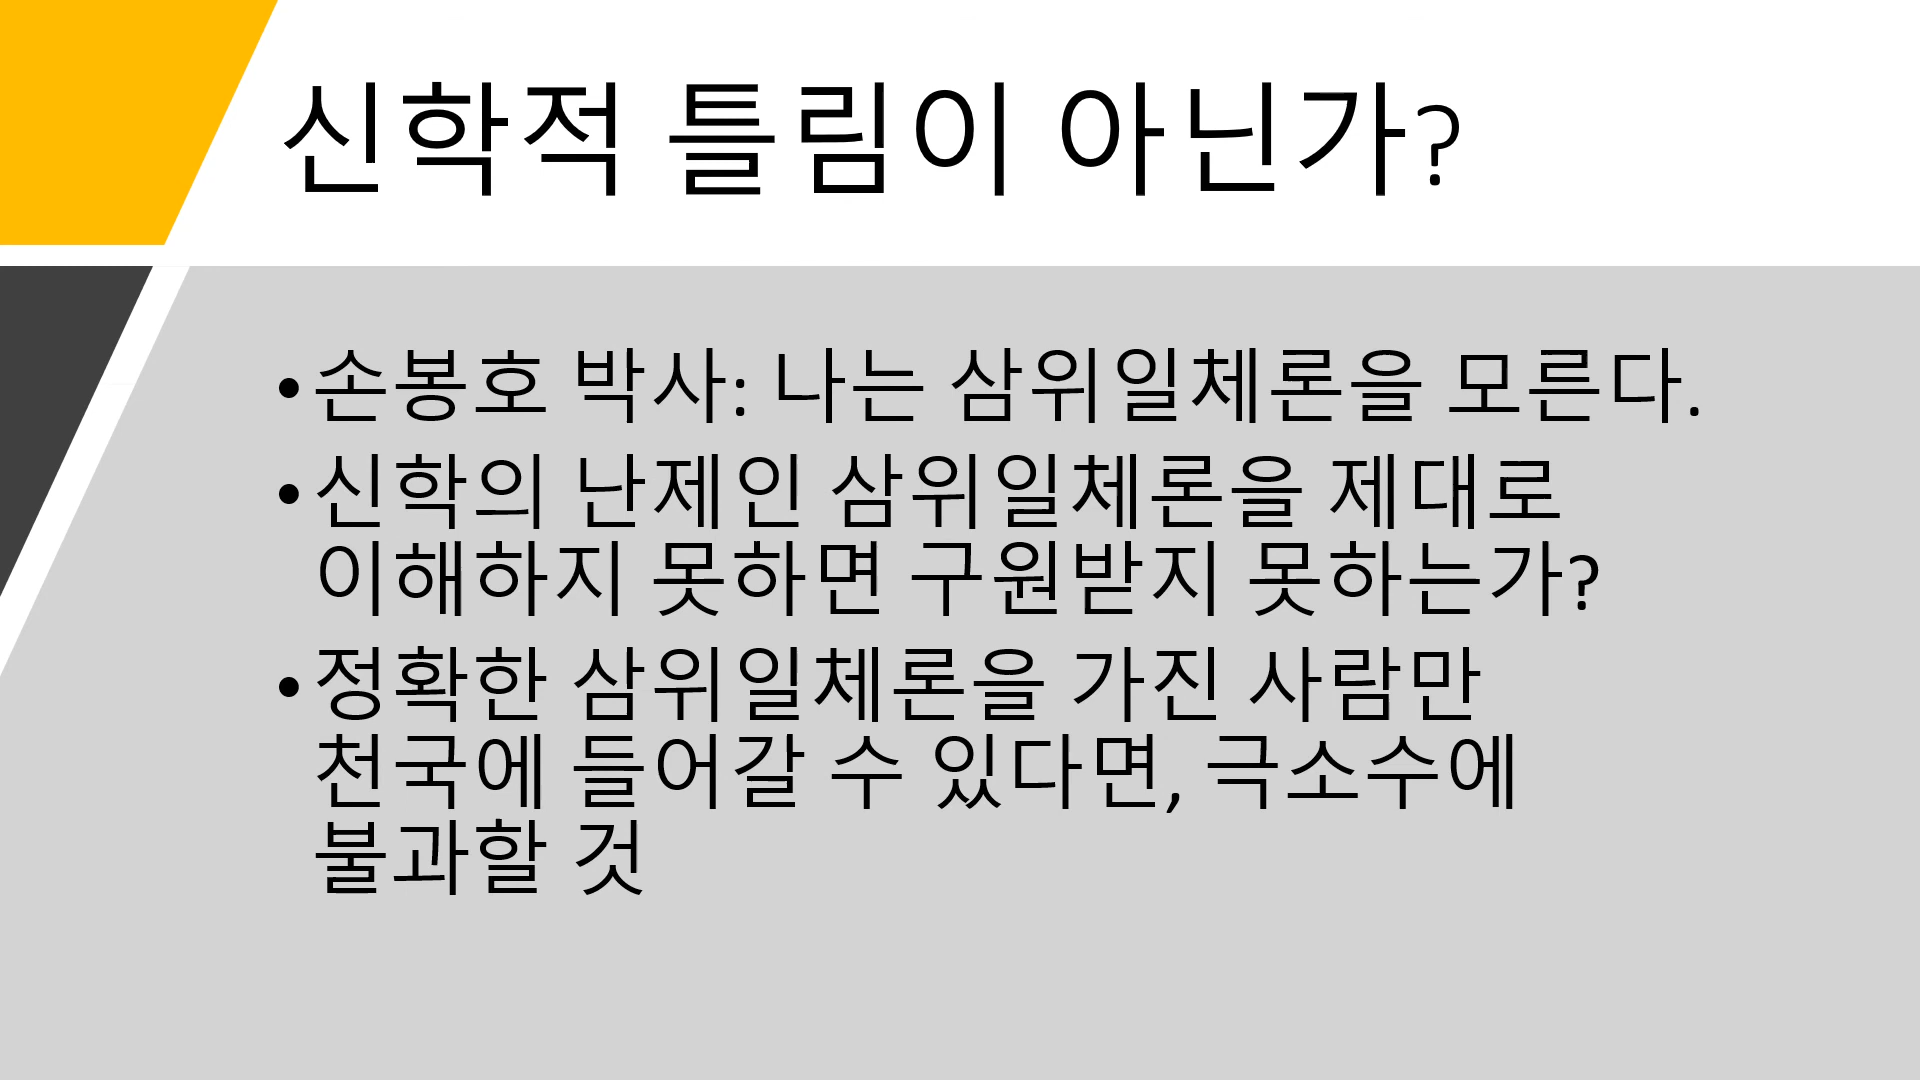 신학적 틀림이 아닌가?
•손봉호 박사: 나는 삼위일체론을 모른다.
•신학의 난제인 삼위일체론을 제대로
이해하지 못하면 구원받지 못하는가?
•정확한 삼위일체론을 가진 사람만
천국에 들어갈 수 있다면, 극소수에
불과할 것